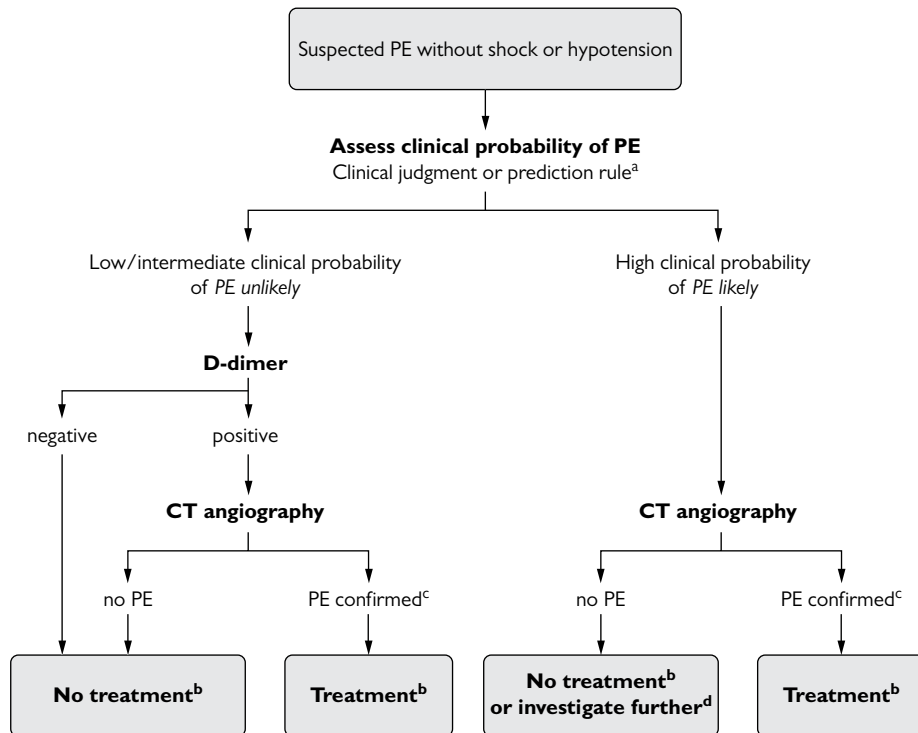 Suspected PE without shock or hypotension
Assess clinical probability of PE
Clinical judgment or prediction ruleᵃ
Low/intermediate clinical probability
of PE unlikely
High clinical probability
of PE likely
D-dimer
negative
positive
CT angiography
CT angiography
no PE
PE confirmedᶜ
no PE
PE confirmedᶜ
No treatmentᵇ
Treatmentᵇ
No treatmentᵇ
or investigate furtherᵈ
Treatmentᵇ